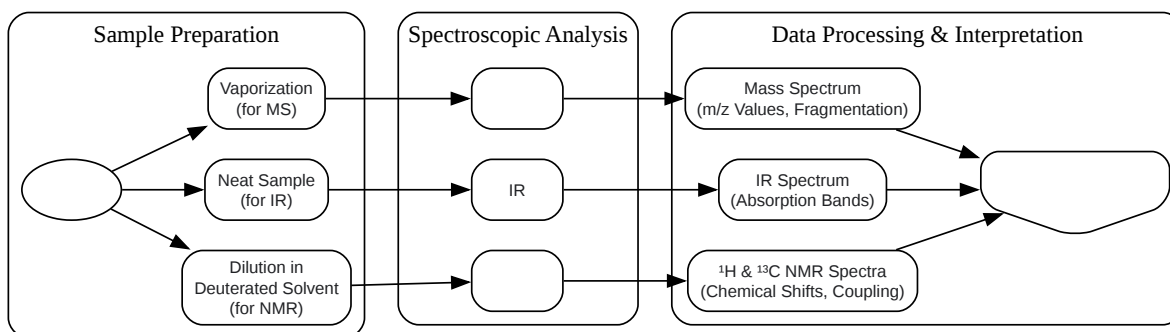 Sample Preparation
Spectroscopic Analysis
Data Processing & Interpretation
Vaporization
(for MS)
Mass Spectrum
(m/z Values, Fragmentation)
Neat Sample
(for IR)
IR
IR Spectrum
(Absorption Bands)
Dilution in
Deuterated Solvent
(for NMR)
¹H & ¹³C NMR Spectra
(Chemical Shifts, Coupling)